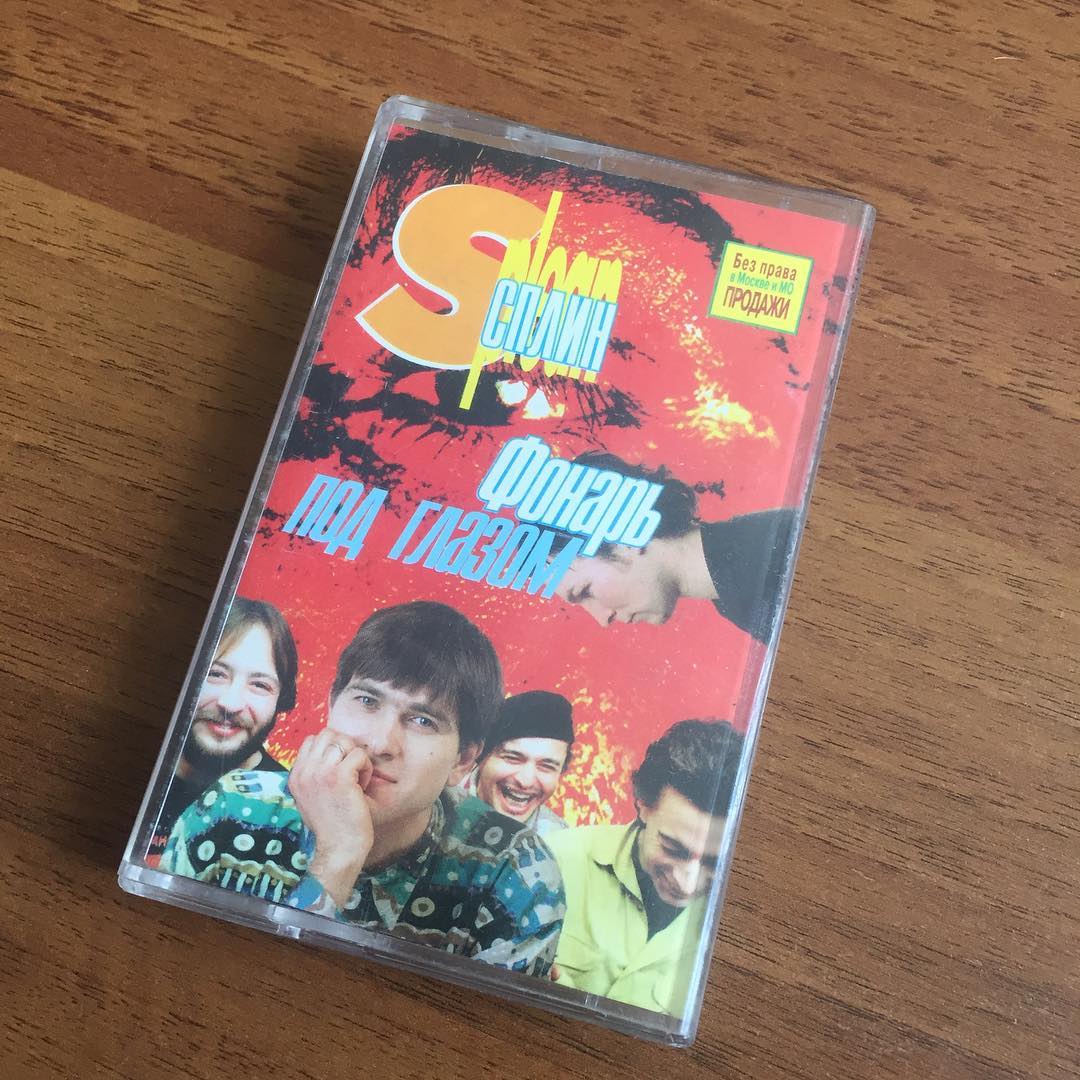 Splean
СПЛИН
Без права
в Москве и МО
ПРОДАЖИ
Фонарь
под глазом